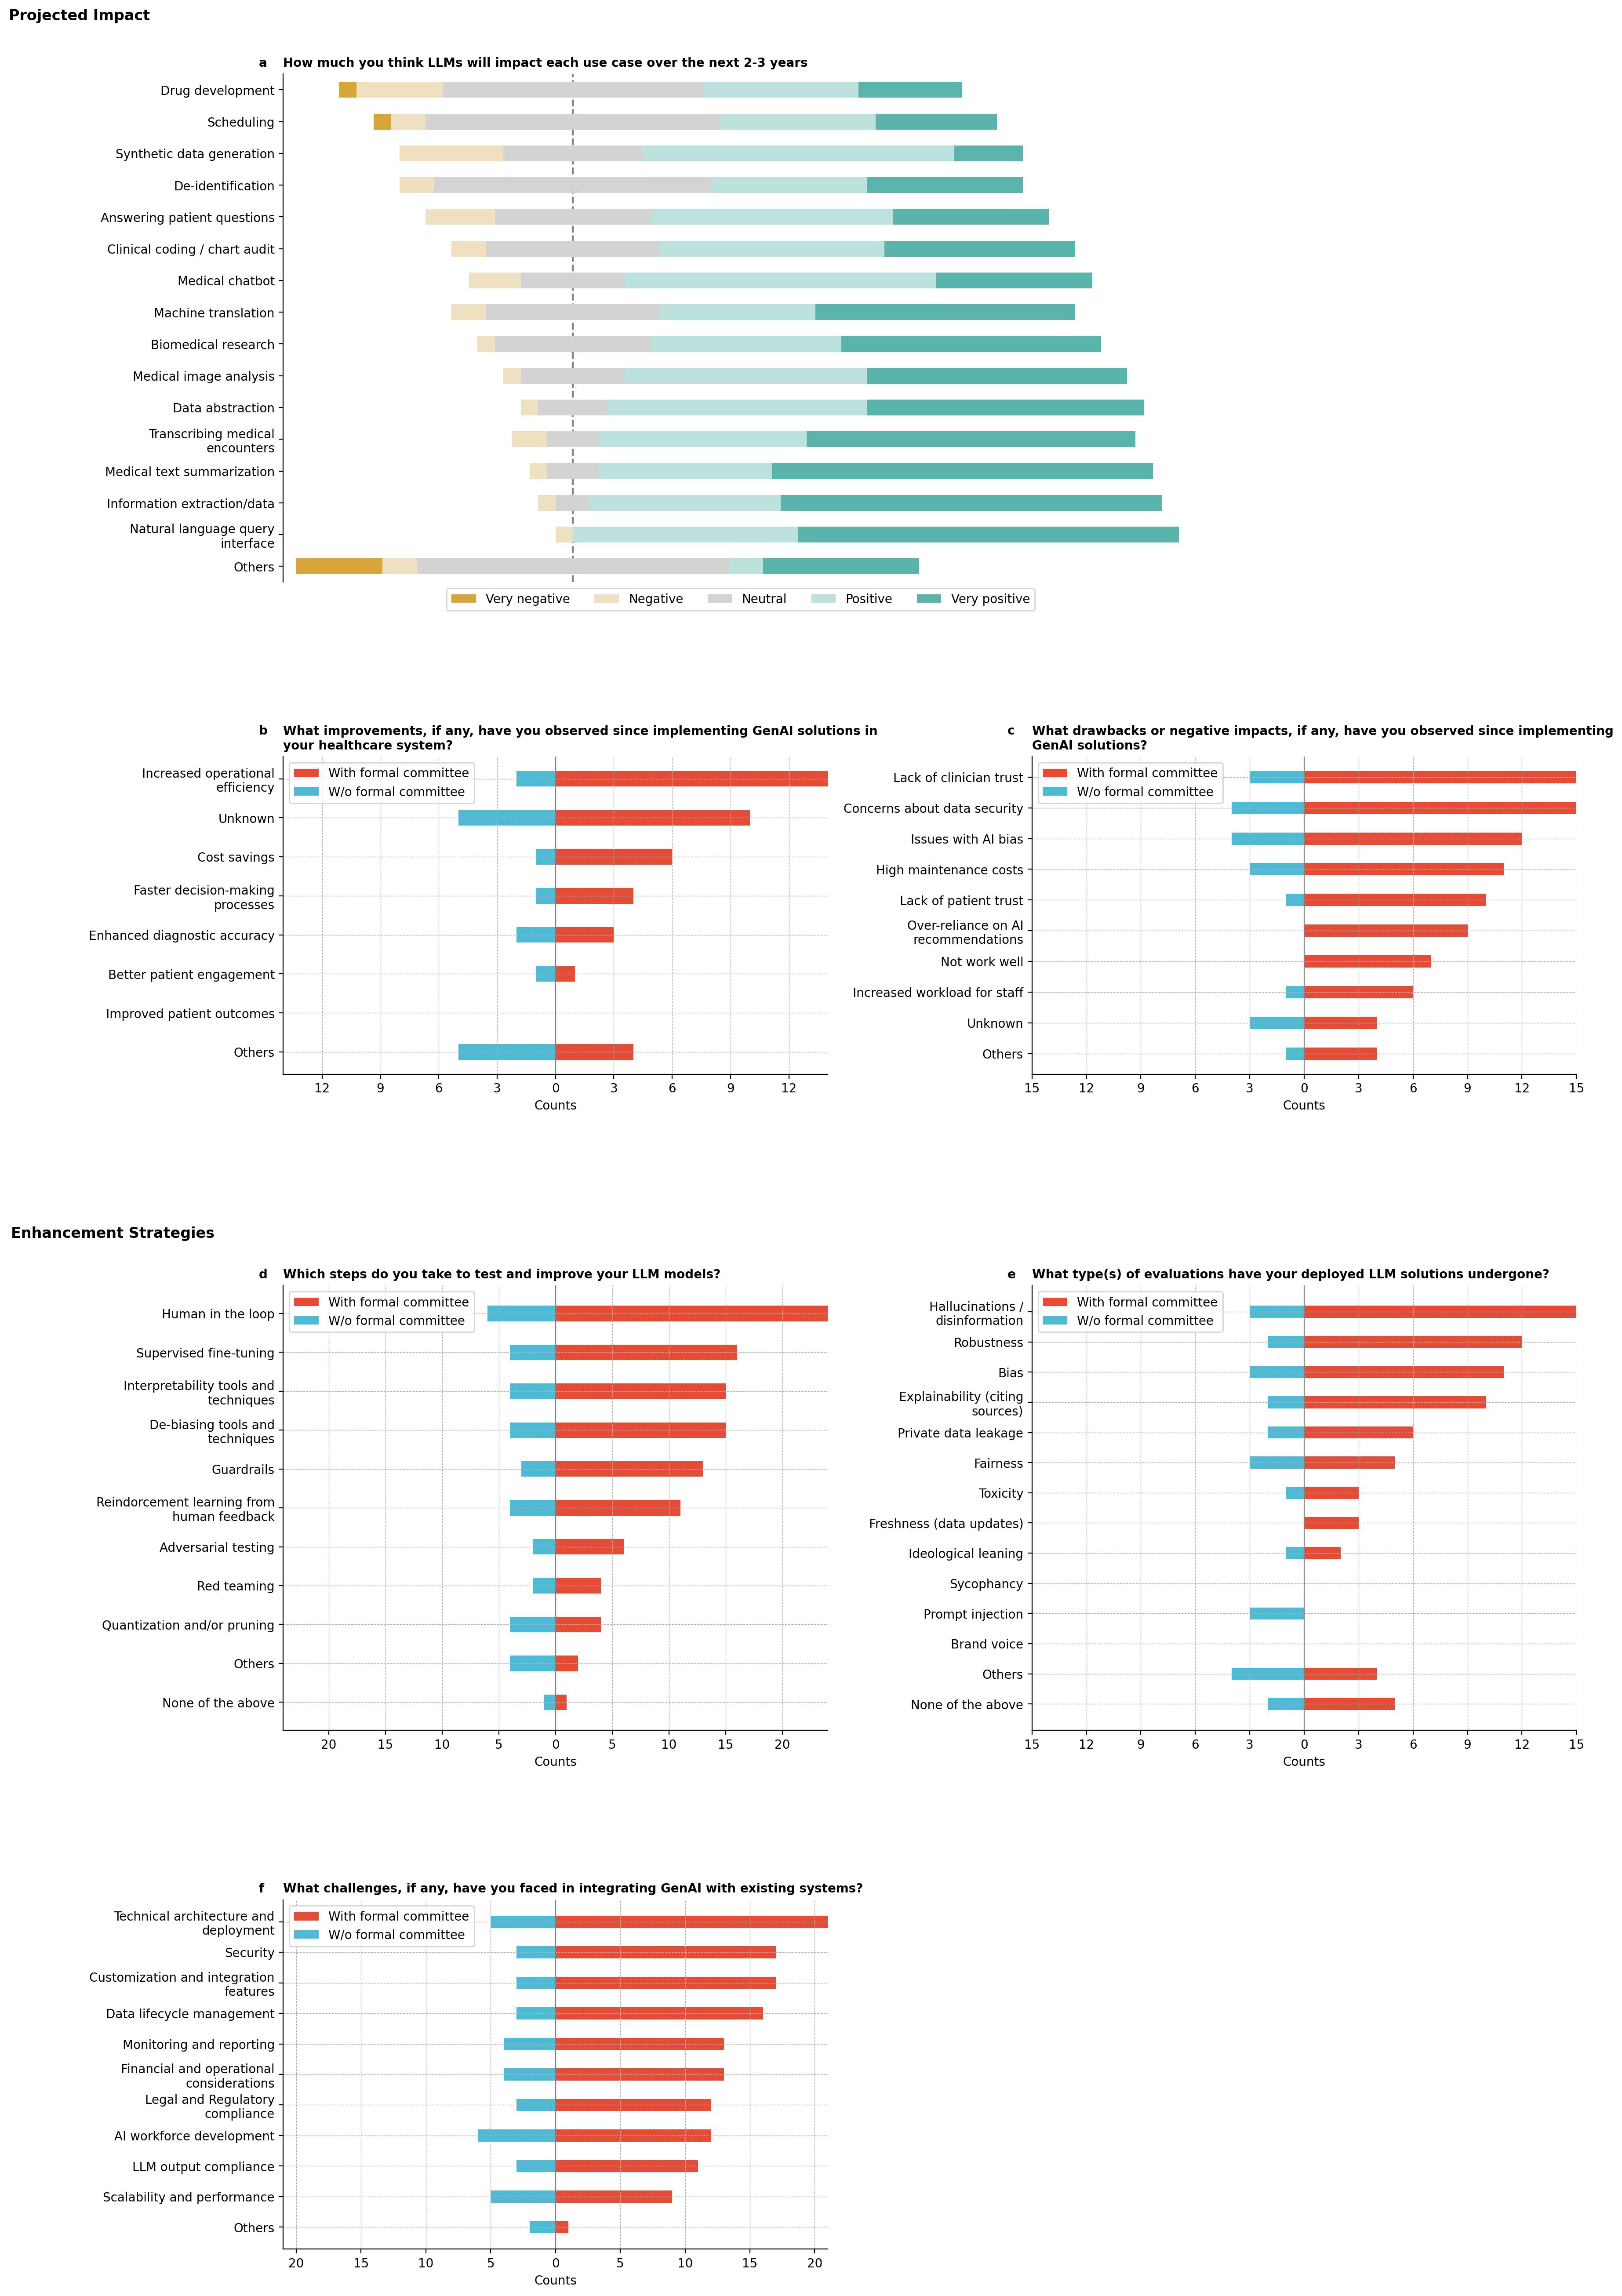 Projected Impact
a How much you think LLMs will impact each use case over the next 2-3 years
Drug development
Scheduling
Synthetic data generation
De-identification
Answering patient questions
Clinical coding / chart audit
Medical chatbot
Machine translation
Biomedical research
Medical image analysis
Data abstraction
Transcribing medical
encounters
Medical text summarization
Information extraction/data
Natural language query
interface
Others
Very negative Negative Neutral Positive Very positive
b What improvements, if any, have you observed since implementing GenAI solutions in
your healthcare system?
With formal committee
W/o formal committee
Increased operational
efficiency
Unknown
Cost savings
Faster decision-making
processes
Enhanced diagnostic accuracy
Better patient engagement
Improved patient outcomes
Others
12 9 6 3 0 3 6 9 12
Counts
c What drawbacks or negative impacts, if any, have you observed since implementing
GenAI solutions?
With formal committee
W/o formal committee
Lack of clinician trust
Concerns about data security
Issues with AI bias
High maintenance costs
Lack of patient trust
Over-reliance on AI
recommendations
Not work well
Increased workload for staff
Unknown
Others
15 12 9 6 3 0 3 6 9 12 15
Counts
Enhancement Strategies
d Which steps do you take to test and improve your LLM models?
With formal committee
W/o formal committee
Human in the loop
Supervised fine-tuning
Interpretability tools and
techniques
De-biasing tools and
techniques
Guardrails
Reindorcement learning from
human feedback
Adversarial testing
Red teaming
Quantization and/or pruning
Others
None of the above
20 15 10 5 0 5 10 15 20
Counts
e What type(s) of evaluations have your deployed LLM solutions undergone?
With formal committee
W/o formal committee
Hallucinations /
disinformation
Robustness
Bias
Explainability (citing
sources)
Private data leakage
Fairness
Toxicity
Freshness (data updates)
Ideological leaning
Sycophancy
Prompt injection
Brand voice
Others
None of the above
15 12 9 6 3 0 3 6 9 12 15
Counts
f What challenges, if any, have you faced in integrating GenAI with existing systems?
With formal committee
W/o formal committee
Technical architecture and
deployment
Security
Customization and integration
features
Data lifecycle management
Monitoring and reporting
Financial and operational
considerations
Legal and Regulatory
compliance
AI workforce development
LLM output compliance
Scalability and performance
Others
20 15 10 5 0 5 10 15 20
Counts